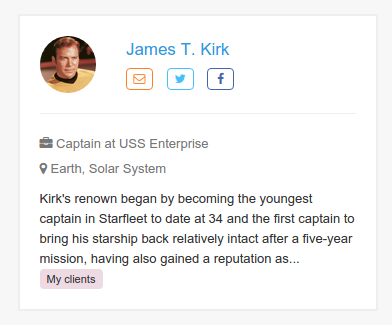 James T. Kirk
Captain at USS Enterprise
Earth, Solar System
Kirk's renown began by becoming the youngest
captain in Starfleet to date at 34 and the first captain to
bring his starship back relatively intact after a five-year
mission, having also gained a reputation as...
My clients